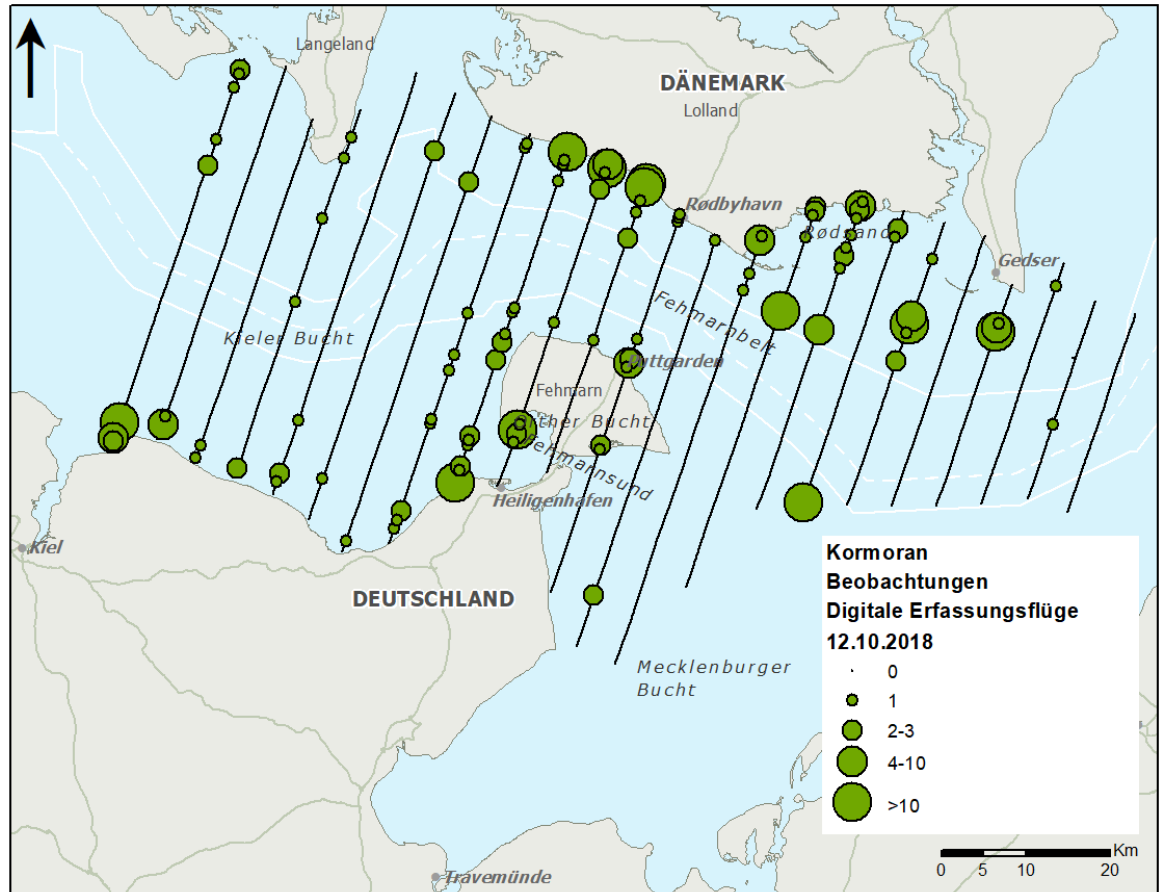 Langeland
DÄNEMARK
Lolland
Rødbyhavn
Rødsand
Gedser
Fehmarnbelt
Kieler Bucht
Puttgarden
Fehmarn
Orther Bucht
Fehmarnsund
Heiligenhafen
Kiel
DEUTSCHLAND
Mecklenburger
Bucht
Travemünde
Kormoran
Beobachtungen
Digitale Erfassungsflüge
12.10.2018
0
1
2-3
4-10
>10
Km
0 5 10 20